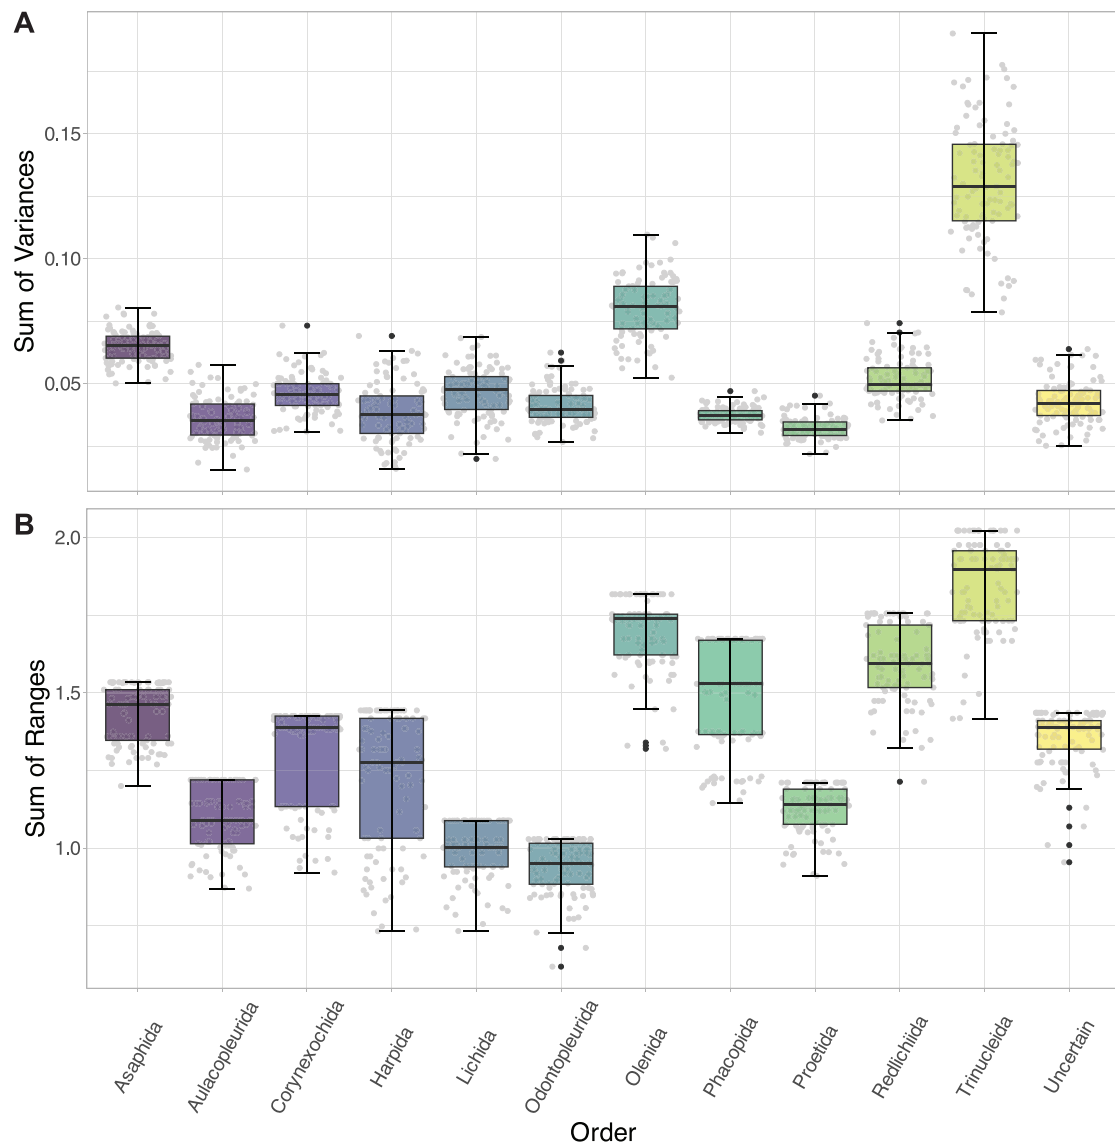 A
0.15
0.10
0.05
Sum of Variances
B
2.0
1.5
1.0
Sum of Ranges
Asaphida
Aulacopleurida
Corynexochida
Harpida
Lichida
Odontopleurida
Olenida
Phacopida
Proetida
Redlichiida
Trinucleida
Uncertain
Order